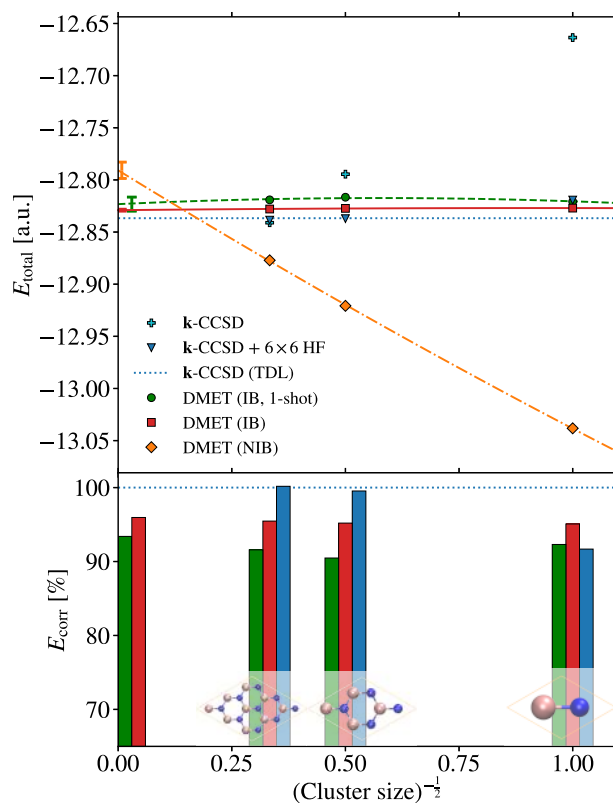 −12.65
−12.70
−12.75
−12.80
−12.85
−12.90
−12.95
−13.00
−13.05
E_total [a.u.]
k-CCSD
k-CCSD + 6×6 HF
k-CCSD (TDL)
DMET (IB, 1-shot)
DMET (IB)
DMET (NIB)
100
90
80
70
E_corr [%]
0.00 0.25 0.50 0.75 1.00
(Cluster size)^{−1/2}